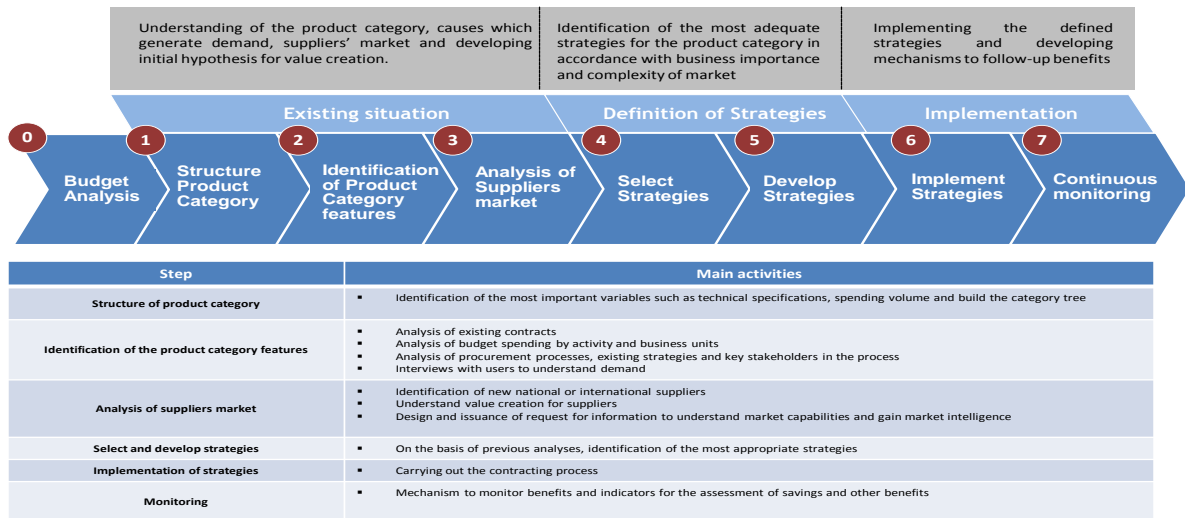 Understanding of the product category, causes which
generate demand, suppliers’ market and developing
initial hypothesis for value creation.
Identification of the most adequate
strategies for the product category in
accordance with business importance
and complexity of market
Implementing the defined
strategies and developing
mechanisms to follow-up benefits
Existing situation
Definition of Strategies
Implementation
0
Budget
Analysis
1
Structure
Product
Category
2
Identification
of Product
Category
features
3
Analysis of
Suppliers
market
4
Select
Strategies
5
Develop
Strategies
6
Implement
Strategies
7
Continuous
monitoring
Step
Main activities
Structure of product category
▪ Identification of the most important variables such as technical specifications, spending volume and build the category tree
Identification of the product category features
▪ Analysis of existing contracts
▪ Analysis of budget spending by activity and business units
▪ Analysis of procurement processes, existing strategies and key stakeholders in the process
▪ Interviews with users to understand demand
Analysis of suppliers market
▪ Identification of new national or international suppliers
▪ Understand value creation for suppliers
▪ Design and issuance of request for information to understand market capabilities and gain market intelligence
Select and develop strategies
▪ On the basis of previous analyses, identification of the most appropriate strategies
Implementation of strategies
▪ Carrying out the contracting process
Monitoring
▪ Mechanism to monitor benefits and indicators for the assessment of savings and other benefits